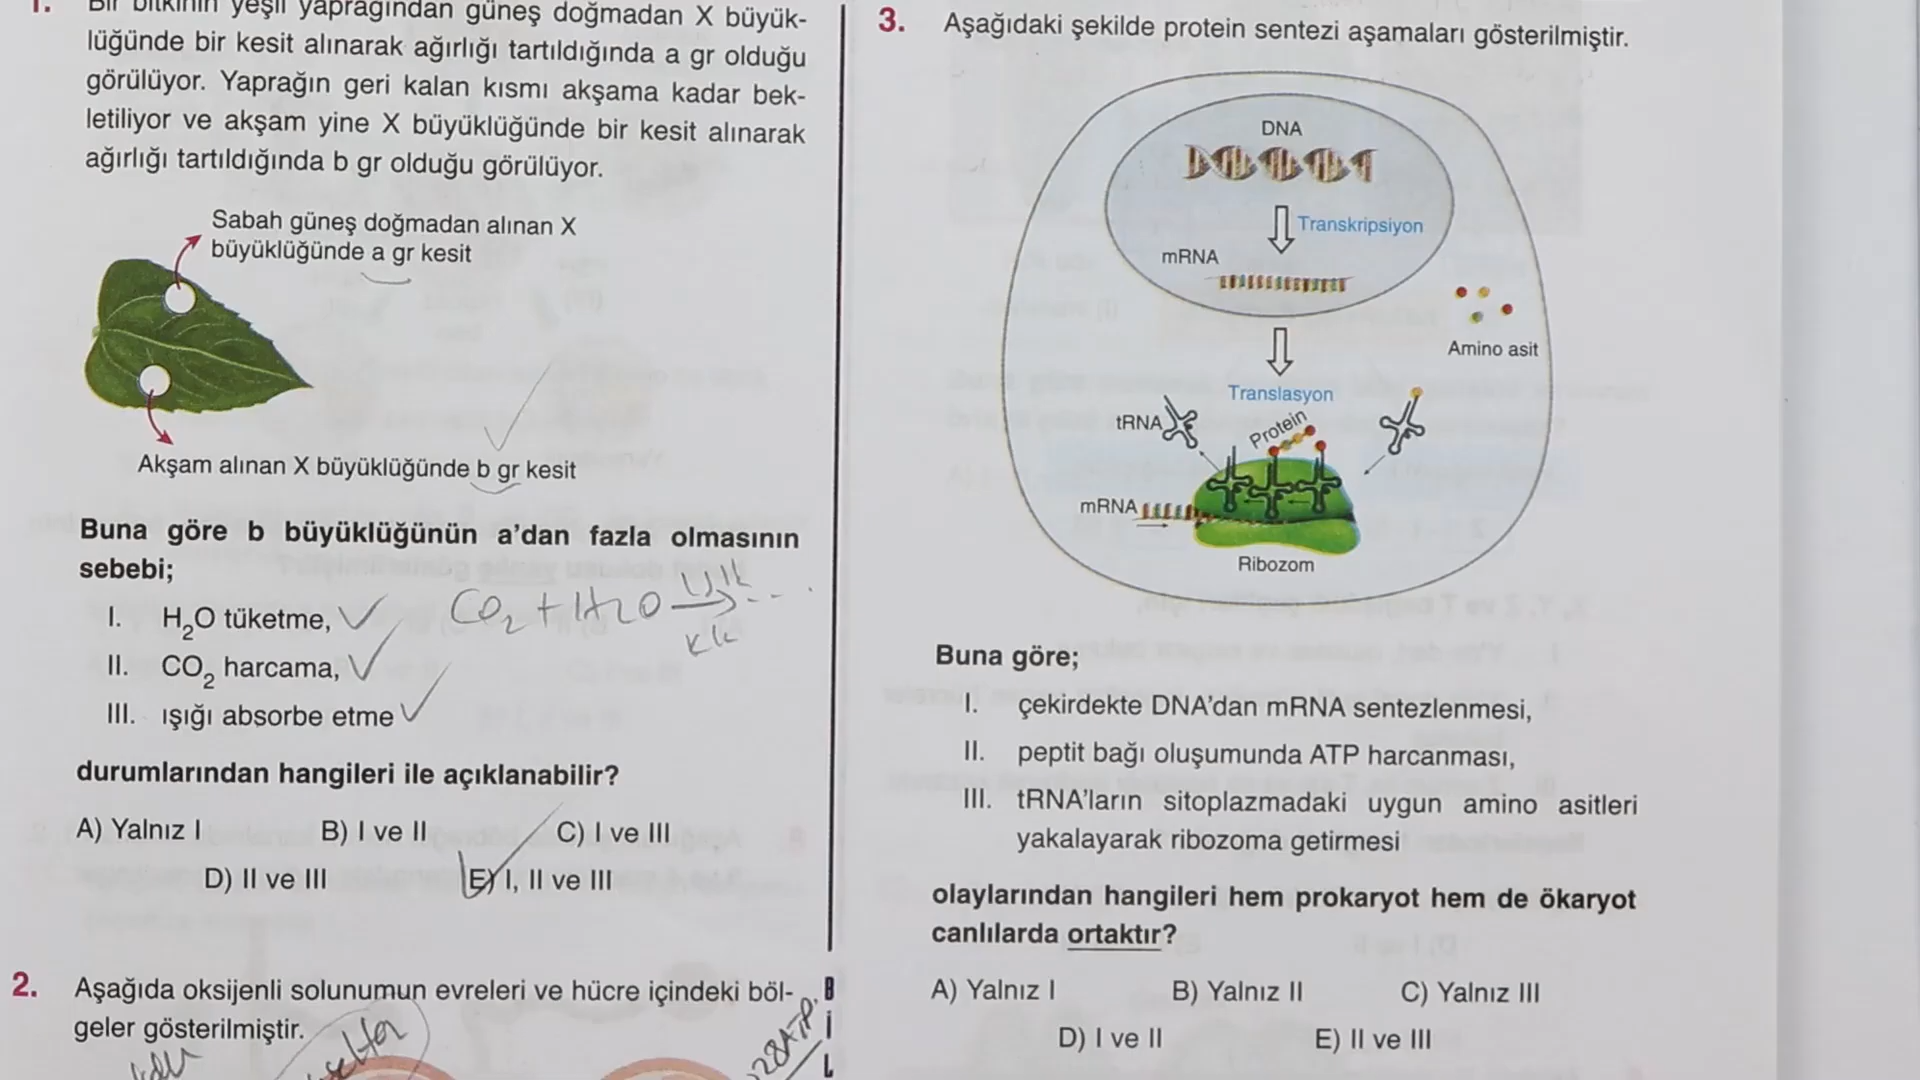 1. Bir bitkinin yeşil yaprağından güneş doğmadan X büyük-
lüğünde bir kesit alınarak ağırlığı tartıldığında a gr olduğu
görülüyor. Yaprağın geri kalan kısmı akşama kadar bek-
letiliyor ve akşam yine X büyüklüğünde bir kesit alınarak
ağırlığı tartıldığında b gr olduğu görülüyor.
Sabah güneş doğmadan alınan X
büyüklüğünde a gr kesit
Akşam alınan X büyüklüğünde b gr kesit
Buna göre b büyüklüğünün a'dan fazla olmasının
sebebi;
I. H₂O tüketme,
CO₂ + H2O → ...
II. CO₂ harcama,
III. ışığı absorbe etme
durumlarından hangileri ile açıklanabilir?
A) Yalnız I B) I ve II C) I ve III
D) II ve III E) I, II ve III
2. Aşağıda oksijenli solunumun evreleri ve hücre içindeki böl-
geler gösterilmiştir.
28ATP
B
İ
L
3. Aşağıdaki şekilde protein sentezi aşamaları gösterilmiştir.
DNA
Transkripsiyon
mRNA
Amino asit
Translasyon
tRNA
Protein
mRNA
Ribozom
Buna göre;
I. çekirdekte DNA'dan mRNA sentezlenmesi,
II. peptit bağı oluşumunda ATP harcanması,
III. tRNA'ların sitoplazmadaki uygun amino asitleri
yakalayarak ribozoma getirmesi
olaylarından hangileri hem prokaryot hem de ökaryot
canlılarda ortaktır?
A) Yalnız I B) Yalnız II C) Yalnız III
D) I ve II E) II ve III